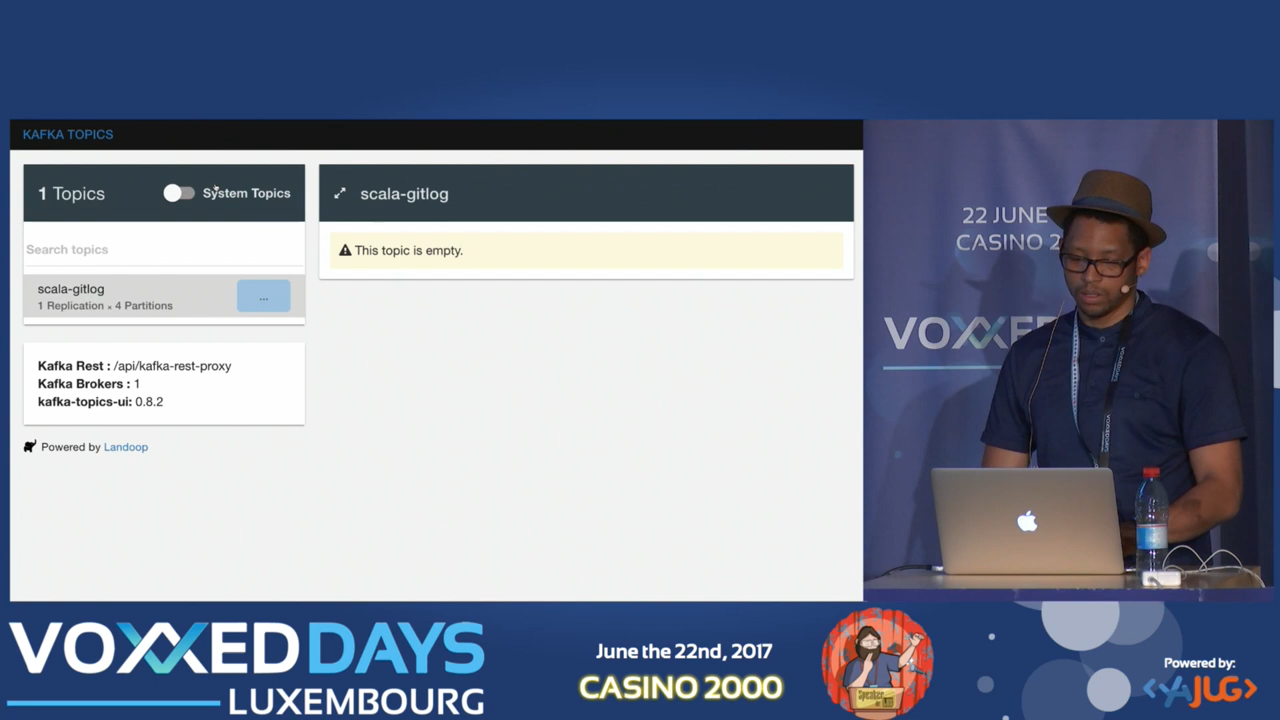 KAFKA TOPICS
1 Topics
System Topics
Search topics
scala-gitlog
1 Replication × 4 Partitions
...
Kafka Rest : /api/kafka-rest-proxy
Kafka Brokers : 1
kafka-topics-ui: 0.8.2
Powered by Landoop
scala-gitlog
This topic is empty.
22 JUNE
CASINO 2
VOXXED
VOXXED DAYS
LUXEMBOURG
June the 22nd, 2017
CASINO 2000
Speaker
Powered by:
YAJUG